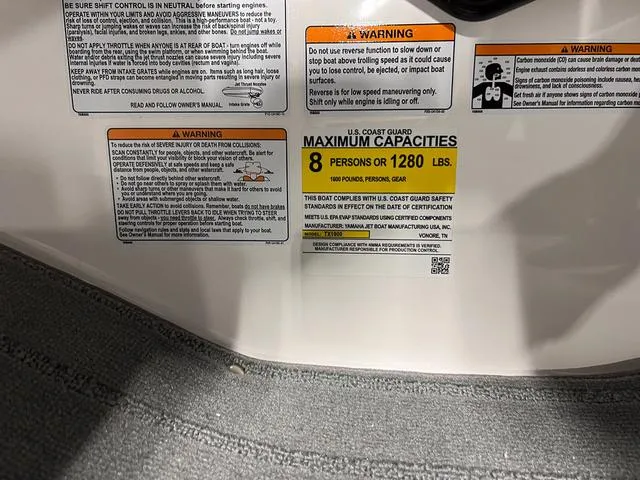 BE SURE SHIFT CONTROL IS IN NEUTRAL before starting engines.
OPERATE WITHIN YOUR LIMITS AND AVOID AGGRESSIVE MANEUVERS to reduce the
risk of loss of control, ejection, and collision. This is a high-performance boat - not a toy.
Sharp turns or jumping wakes or waves can increase the risk of back/spinal injury
(paralysis), facial injuries, and broken legs, ankles, and other bones. Do not jump wakes or
waves.
DO NOT APPLY THROTTLE WHEN ANYONE IS AT REAR OF BOAT - turn engines off while
boarding from the rear, using the swim platform, or when swimming behind the boat.
Water and/or debris exiting the jet thrust nozzles can cause severe injury including severe
internal injuries if water is forced into body cavities (rectum and vagina).
KEEP AWAY FROM INTAKE GRATES while engines are on. Items such as long hair, loose
clothing, or PFD straps can become entangled in moving parts resulting in severe injury or
drowning.
NEVER RIDE AFTER CONSUMING DRUGS OR ALCOHOL.
Jet Thrust Nozzles
Intake Grate
READ AND FOLLOW OWNER'S MANUAL.
WARNING
Do not use reverse function to slow down or
stop boat above trolling speed as it could cause
you to lose control, be ejected, or impact boat
surfaces.
Reverse is for low speed maneuvering only.
Shift only while engine is idling or off.
WARNING
Carbon monoxide (CO) can cause brain damage or death
Engine exhaust contains odorless and colorless carbon
Signs of carbon monoxide poisoning include nausea,
drowsiness, and lack of consciousness.
Get fresh air if anyone shows signs of carbon monoxide
See Owner's Manual for information regarding carbon
WARNING
To reduce the risk of SEVERE INJURY OR DEATH FROM COLLISIONS:
SCAN CONSTANTLY for people, objects, and other watercraft. Be alert for
conditions that limit your visibility or block your vision of others.
OPERATE DEFENSIVELY at safe speeds and keep a safe
distance from people, objects, and other watercraft.
• Do not follow directly behind other watercraft.
• Do not go near others to spray or splash them with water.
• Avoid sharp turns or other maneuvers that make it hard for others to avoid
you or understand where you are going.
• Avoid areas with submerged objects or shallow water.
TAKE EARLY ACTION to avoid collisions. Remember, boats do not have brakes
DO NOT PULL THROTTLE LEVERS BACK TO IDLE WHEN TRYING TO STEER
away from objects - you need throttle to steer. Always check throttle, shift, and
steering controls for proper operation before starting boat.
Follow navigation rules and state and local laws that apply to your boat.
See Owner's Manual for more information.
U.S. COAST GUARD
MAXIMUM CAPACITIES
8 PERSONS OR 1280 LBS.
1800 POUNDS, PERSONS, GEAR
THIS BOAT COMPLIES WITH U.S. COAST GUARD SAFETY
STANDARDS IN EFFECT ON THE DATE OF CERTIFICATION
MEETS U.S. EPA EVAP STANDARDS USING CERTIFIED COMPONENTS
MANUFACTURER: YAMAHA JET BOAT MANUFACTURING USA, INC.
MODEL: TX1900 VONORE, TN
DESIGN COMPLIANCE WITH NMMA REQUIREMENTS IS VERIFIED.
MANUFACTURER RESPONSIBLE FOR PRODUCTION CONTROL.